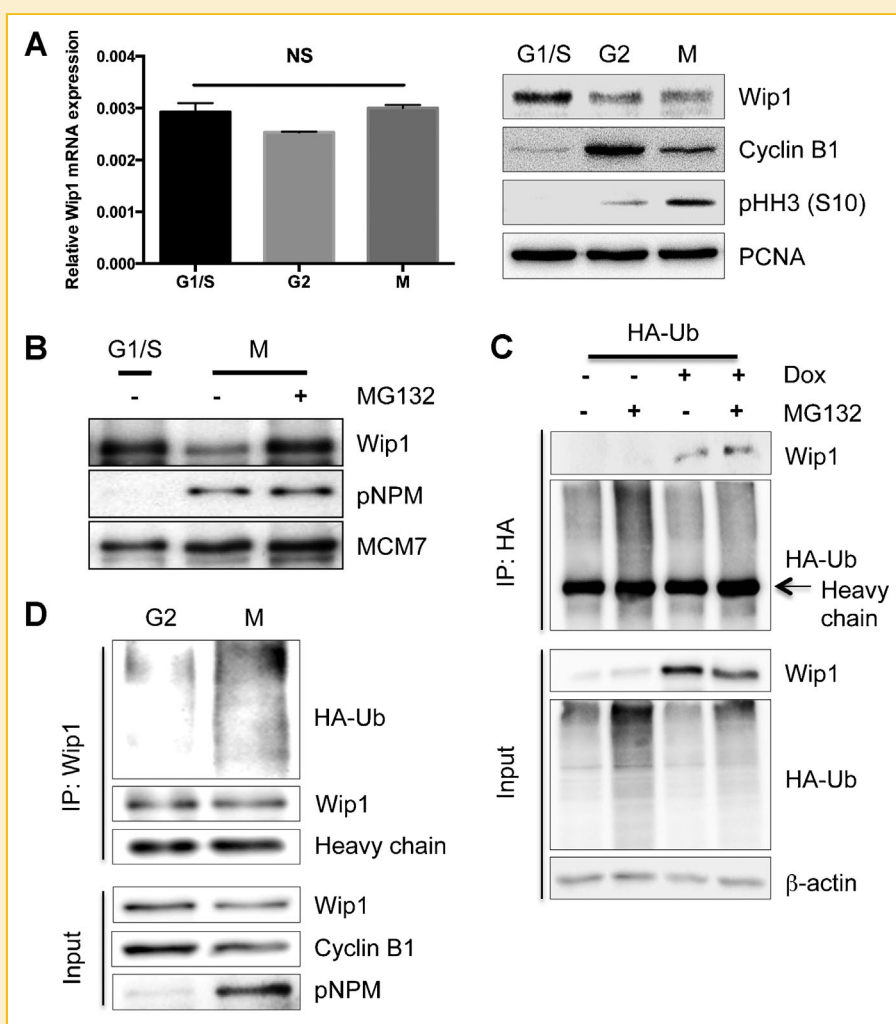 A
Relative Wip1 mRNA expression
0.004
0.003
0.002
0.001
0.000
NS
G1/S G2 M
G1/S G2 M
Wip1
Cyclin B1
pHH3 (S10)
PCNA
B
G1/S M
- - + MG132
Wip1
pNPM
MCM7
C
HA-Ub
- - + + Dox
- + - + MG132
IP: HA
Wip1
HA-Ub
Heavy
chain
Input
Wip1
HA-Ub
β-actin
D
G2 M
IP: Wip1
HA-Ub
Wip1
Heavy chain
Input
Wip1
Cyclin B1
pNPM